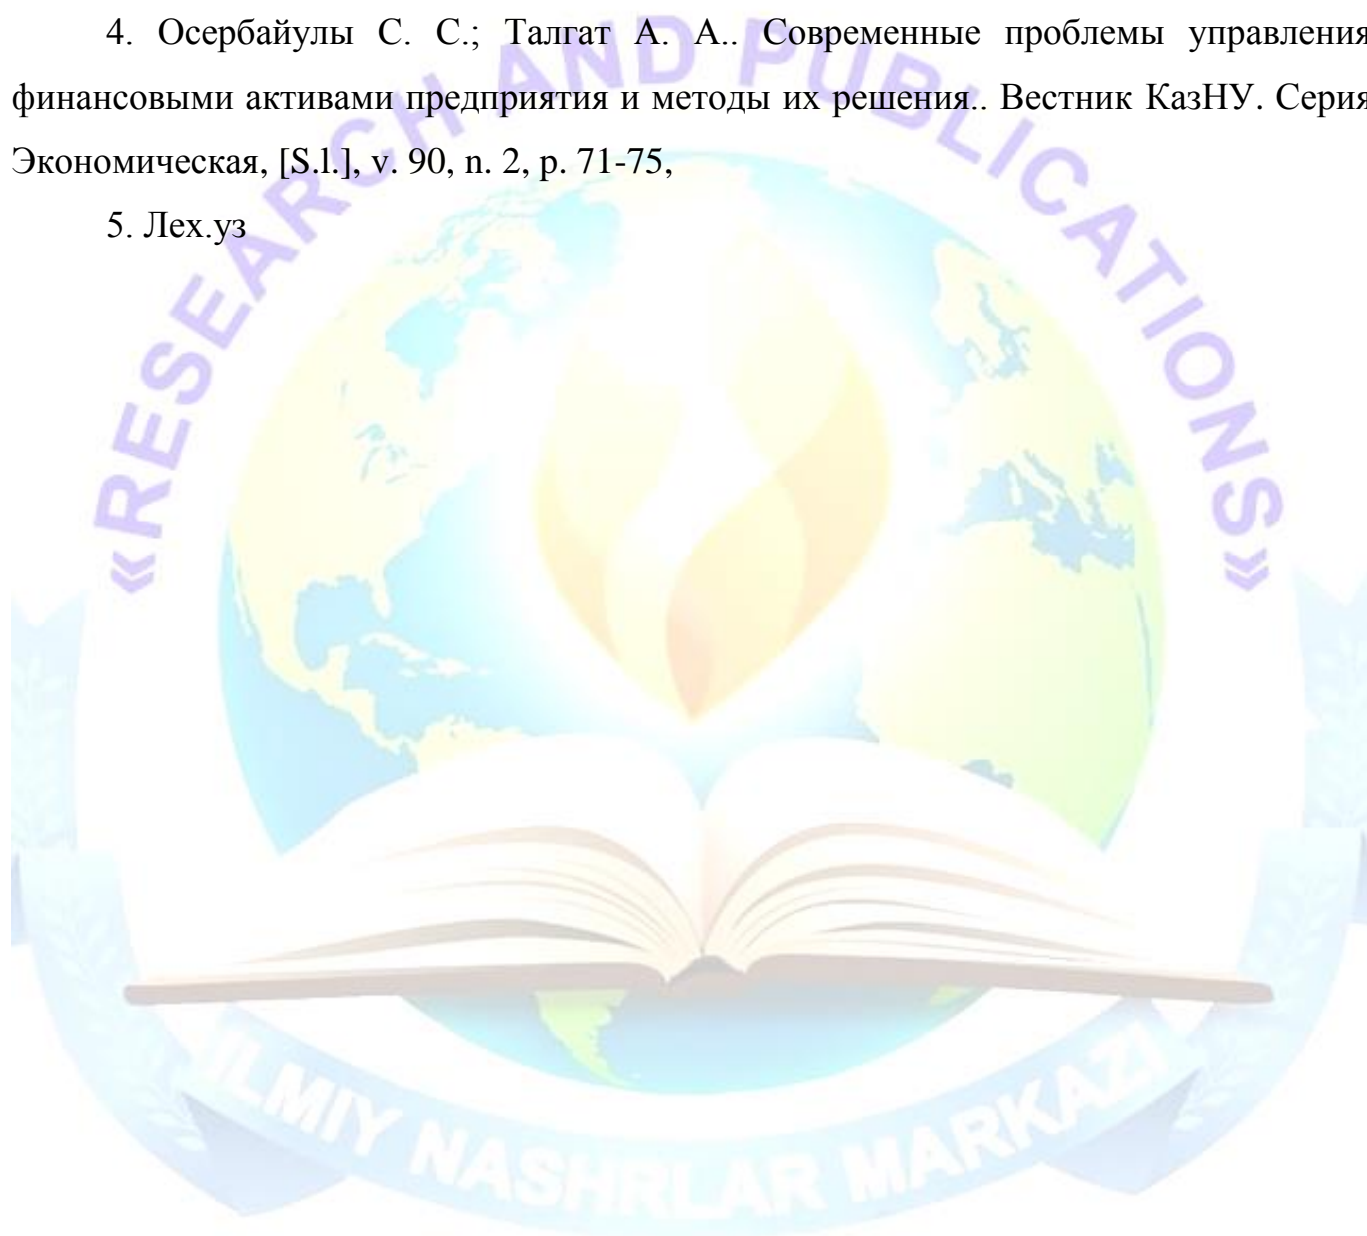 4. Осербайулы С. С.; Талгат А. А.. Современные проблемы управления
финансовыми активами предприятия и методы их решения.. Вестник КазНУ. Серия
Экономическая, [S.l.], v. 90, n. 2, p. 71-75,
5. Лех.уз
«RESEARCH AND PUBLICATIONS»
ILMIY NASHRLAR MARKAZI